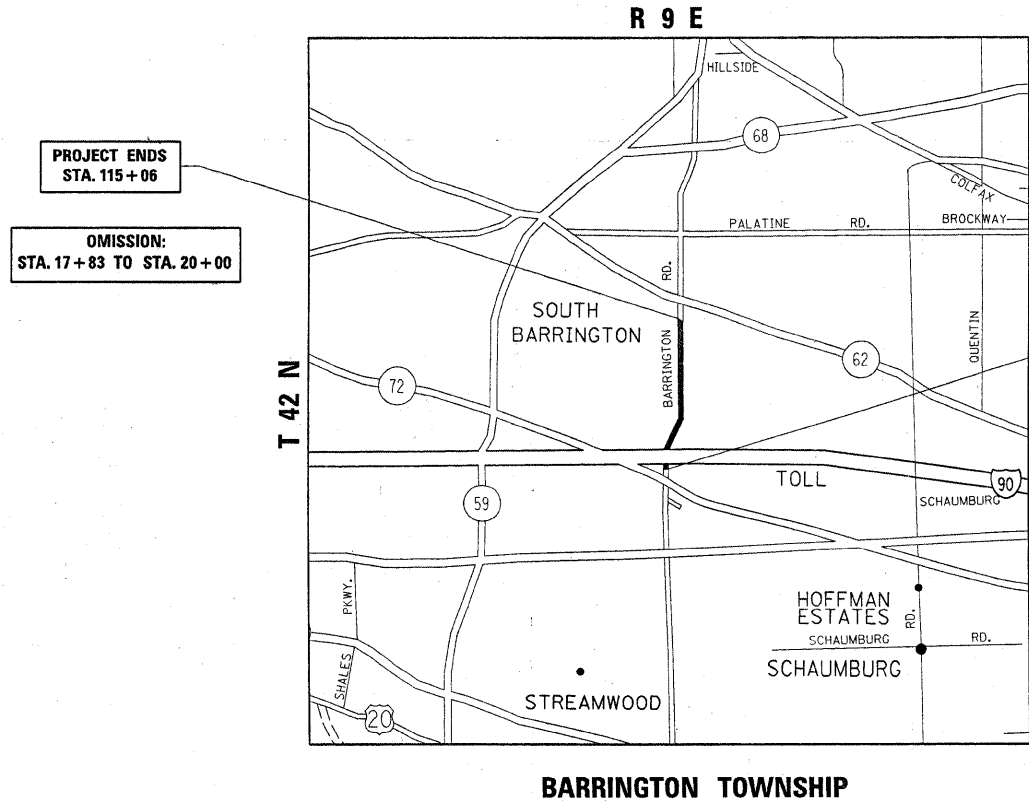 R 9 E
HILLSIDE
68
PROJECT ENDS
STA. 115+06
COLFAX
PALATINE RD.
BROCKWAY
OMISSION:
STA. 17+83 TO STA. 20+00
RD.
SOUTH
BARRINGTON
BARRINGTON
QUENTIN
62
72
T 42 N
TOLL
90
59
SCHAUMBURG
PKWY.
HOFFMAN
ESTATES
RD.
SCHAUMBURG RD.
SCHAUMBURG
SHALES
STREAMWOOD
20
BARRINGTON TOWNSHIP